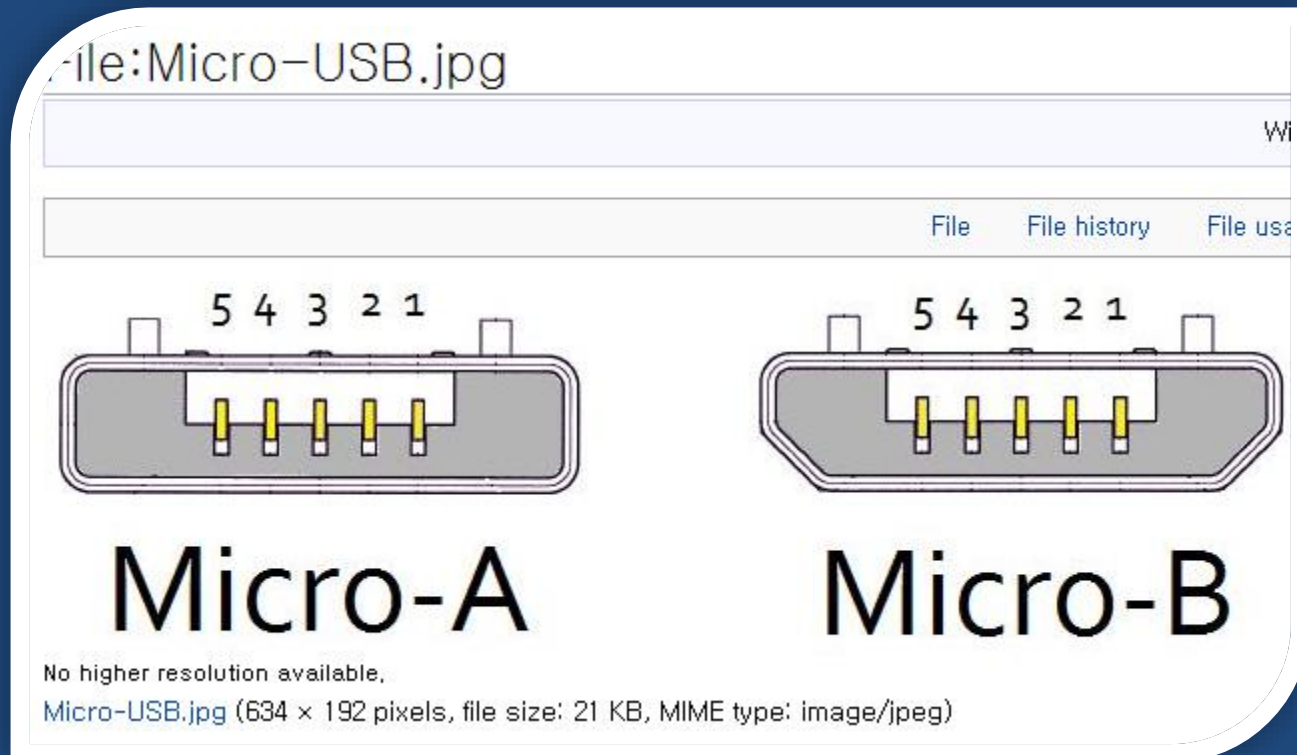 File:Micro-USB.jpg
File File history
5 4 3 2 1 5 4 3 2 1
Micro-A Micro-B
No higher resolution available.
Micro-USB.jpg (634 × 192 pixels, file size: 21 KB, MIME type: image/jpeg)